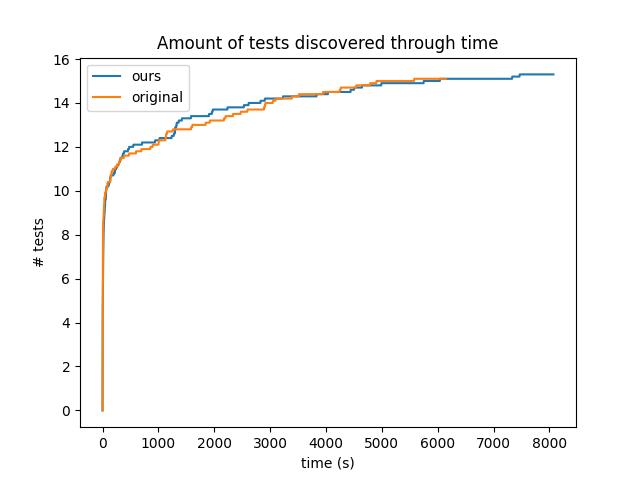 Amount of tests discovered through time
ours
original
# tests
16
14
12
10
8
6
4
2
0
0 1000 2000 3000 4000 5000 6000 7000 8000
time (s)